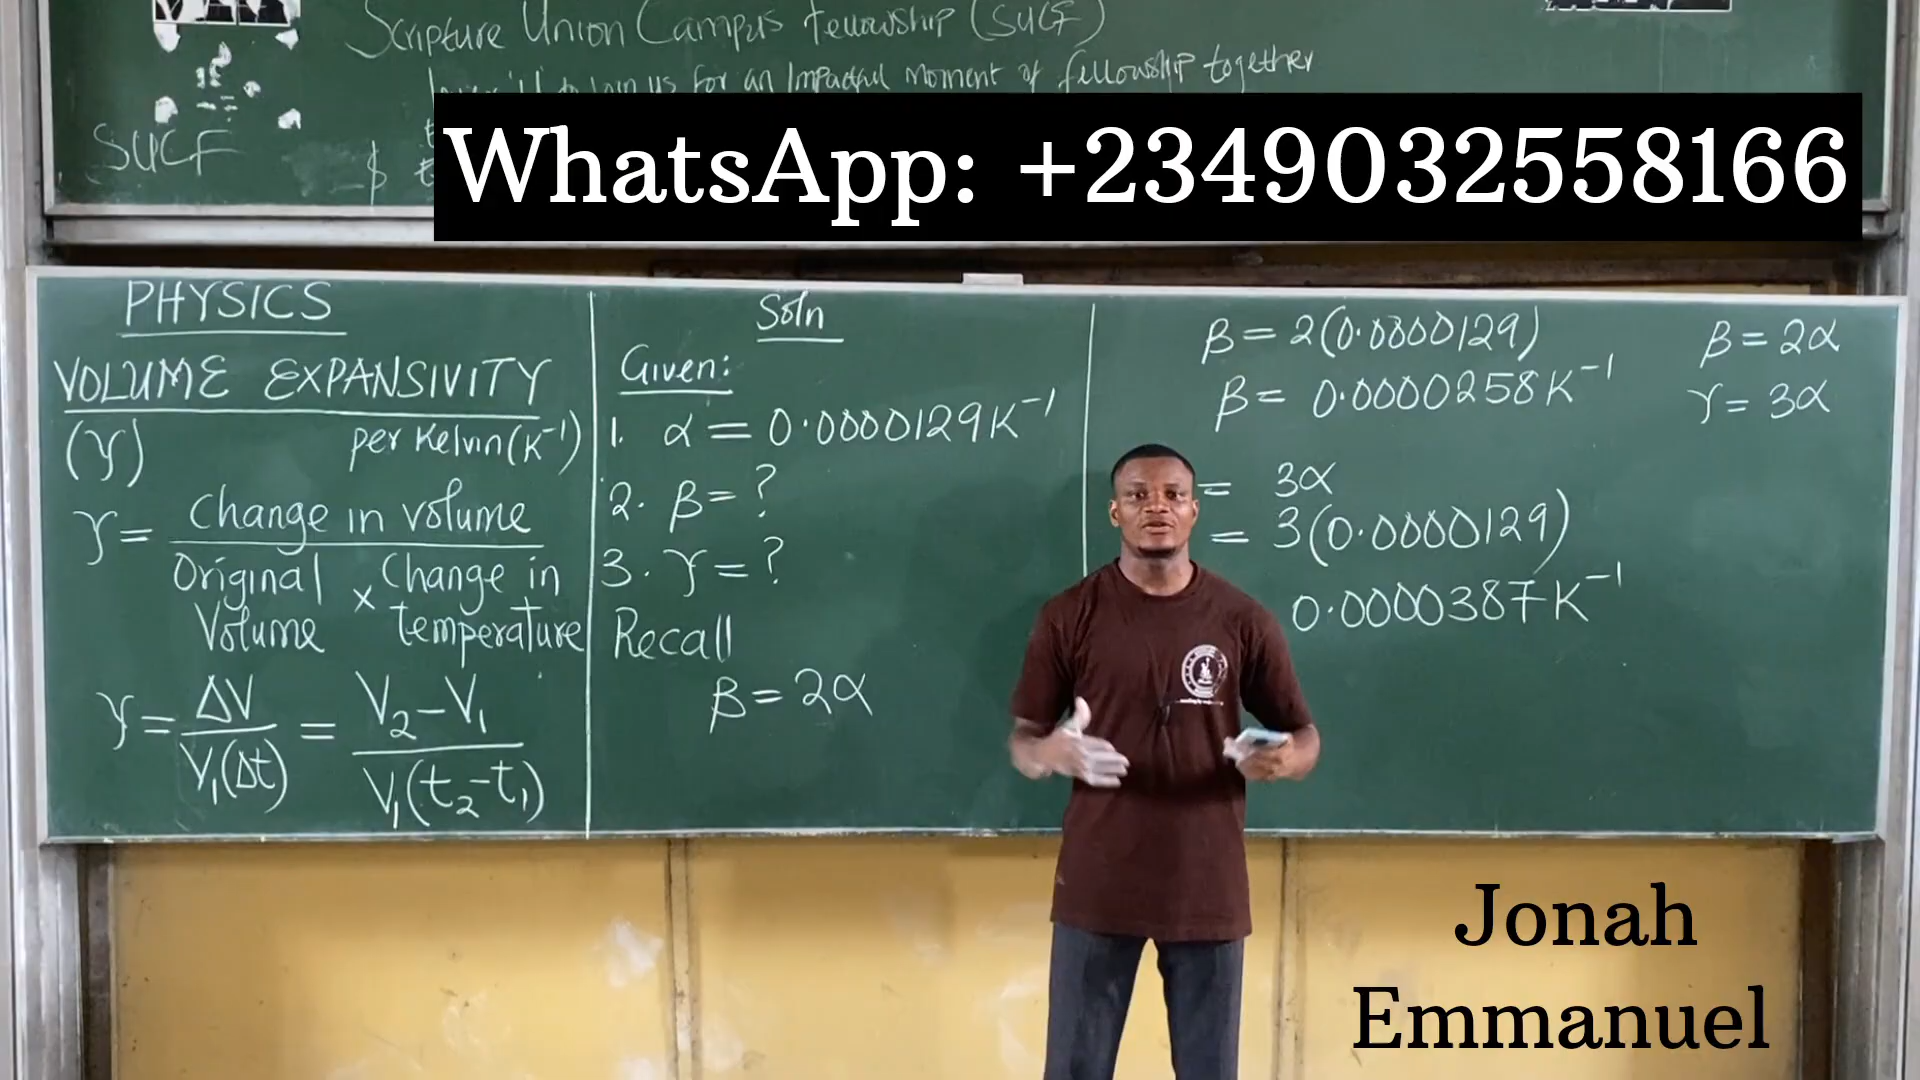 Scripture Union Campus Fellowship (SUCF)
to join us for an Impactful moment of fellowship together
SUCF
WhatsApp: +2349032558166
PHYSICS
VOLUME EXPANSIVITY
(γ) per Kelvin (K⁻¹)
γ = Change in volume
Original Volume × Change in temperature
γ = ΔV / V₁(Δt) = V₂ - V₁ / V₁(t₂ - t₁)
Soln
Given:
1. α = 0.0000129K⁻¹
2. β = ?
3. γ = ?
Recall
β = 2α
β = 2(0.0000129)
β = 0.0000258K⁻¹
= 3α
= 3(0.0000129)
0.0000387K⁻¹
β = 2α
γ = 3α
Jonah
Emmanuel